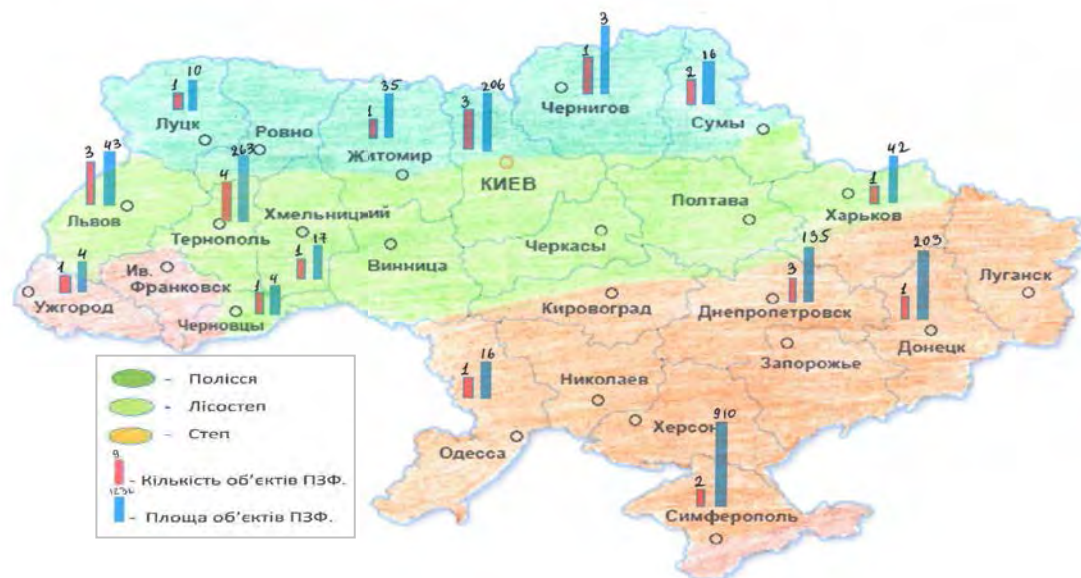 3
1
Чернигов
2
16
Сумы
1
10
Луцк
Ровно
1
35
Житомир
3
206
КИЕВ
3
43
Львов
4
263
Тернополь
Хмельницкий
1
17
Винница
Черкасы
Полтава
1
42
Харьков
1
4
Ужгород
Ив.
Франковск
1
4
Черновцы
Кировоград
3
135
Днепропетровск
1
203
Донецк
Луганск
Запорожье
1
16
Николаев
Одесса
Херсон
2
910
Симферополь
- Полісся
- Лісостеп
- Степ
9
- Кількість об’єктів ПЗФ.
- Площа об’єктів ПЗФ.